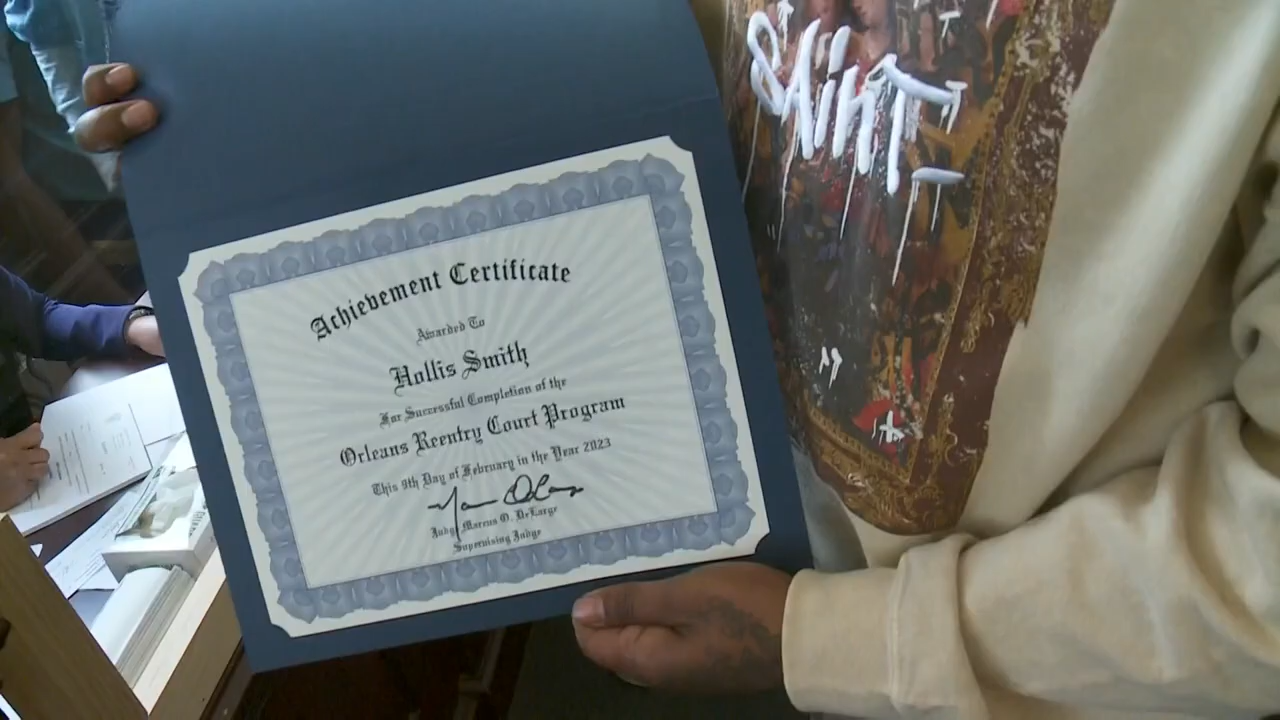 Achievement Certificate
Awarded To
Hollis Smith
For Successful Completion of the
Orleans Reentry Court Program
This 9th Day of February in the Year 2023
Judge Marcus O. DeLarge
Supervising Judge
SAiNT_